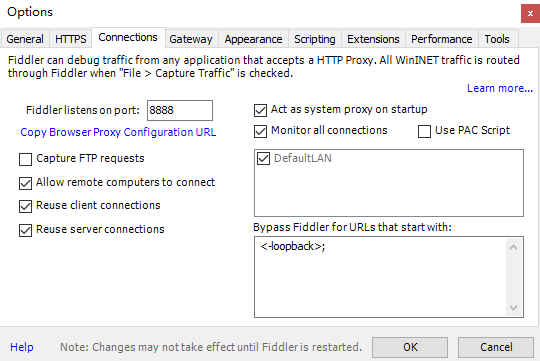 Options
General HTTPS Connections Gateway Appearance Scripting Extensions Performance Tools
Fiddler can debug traffic from any application that accepts a HTTP Proxy. All WinINET traffic is routed
through Fiddler when "File > Capture Traffic" is checked.
Learn more...
Fiddler listens on port: 8888
Copy Browser Proxy Configuration URL
Capture FTP requests
Allow remote computers to connect
Reuse client connections
Reuse server connections
Act as system proxy on startup
Monitor all connections Use PAC Script
DefaultLAN
Bypass Fiddler for URLs that start with:
<-loopback>;
Help Note: Changes may not take effect until Fiddler is restarted. OK Cancel